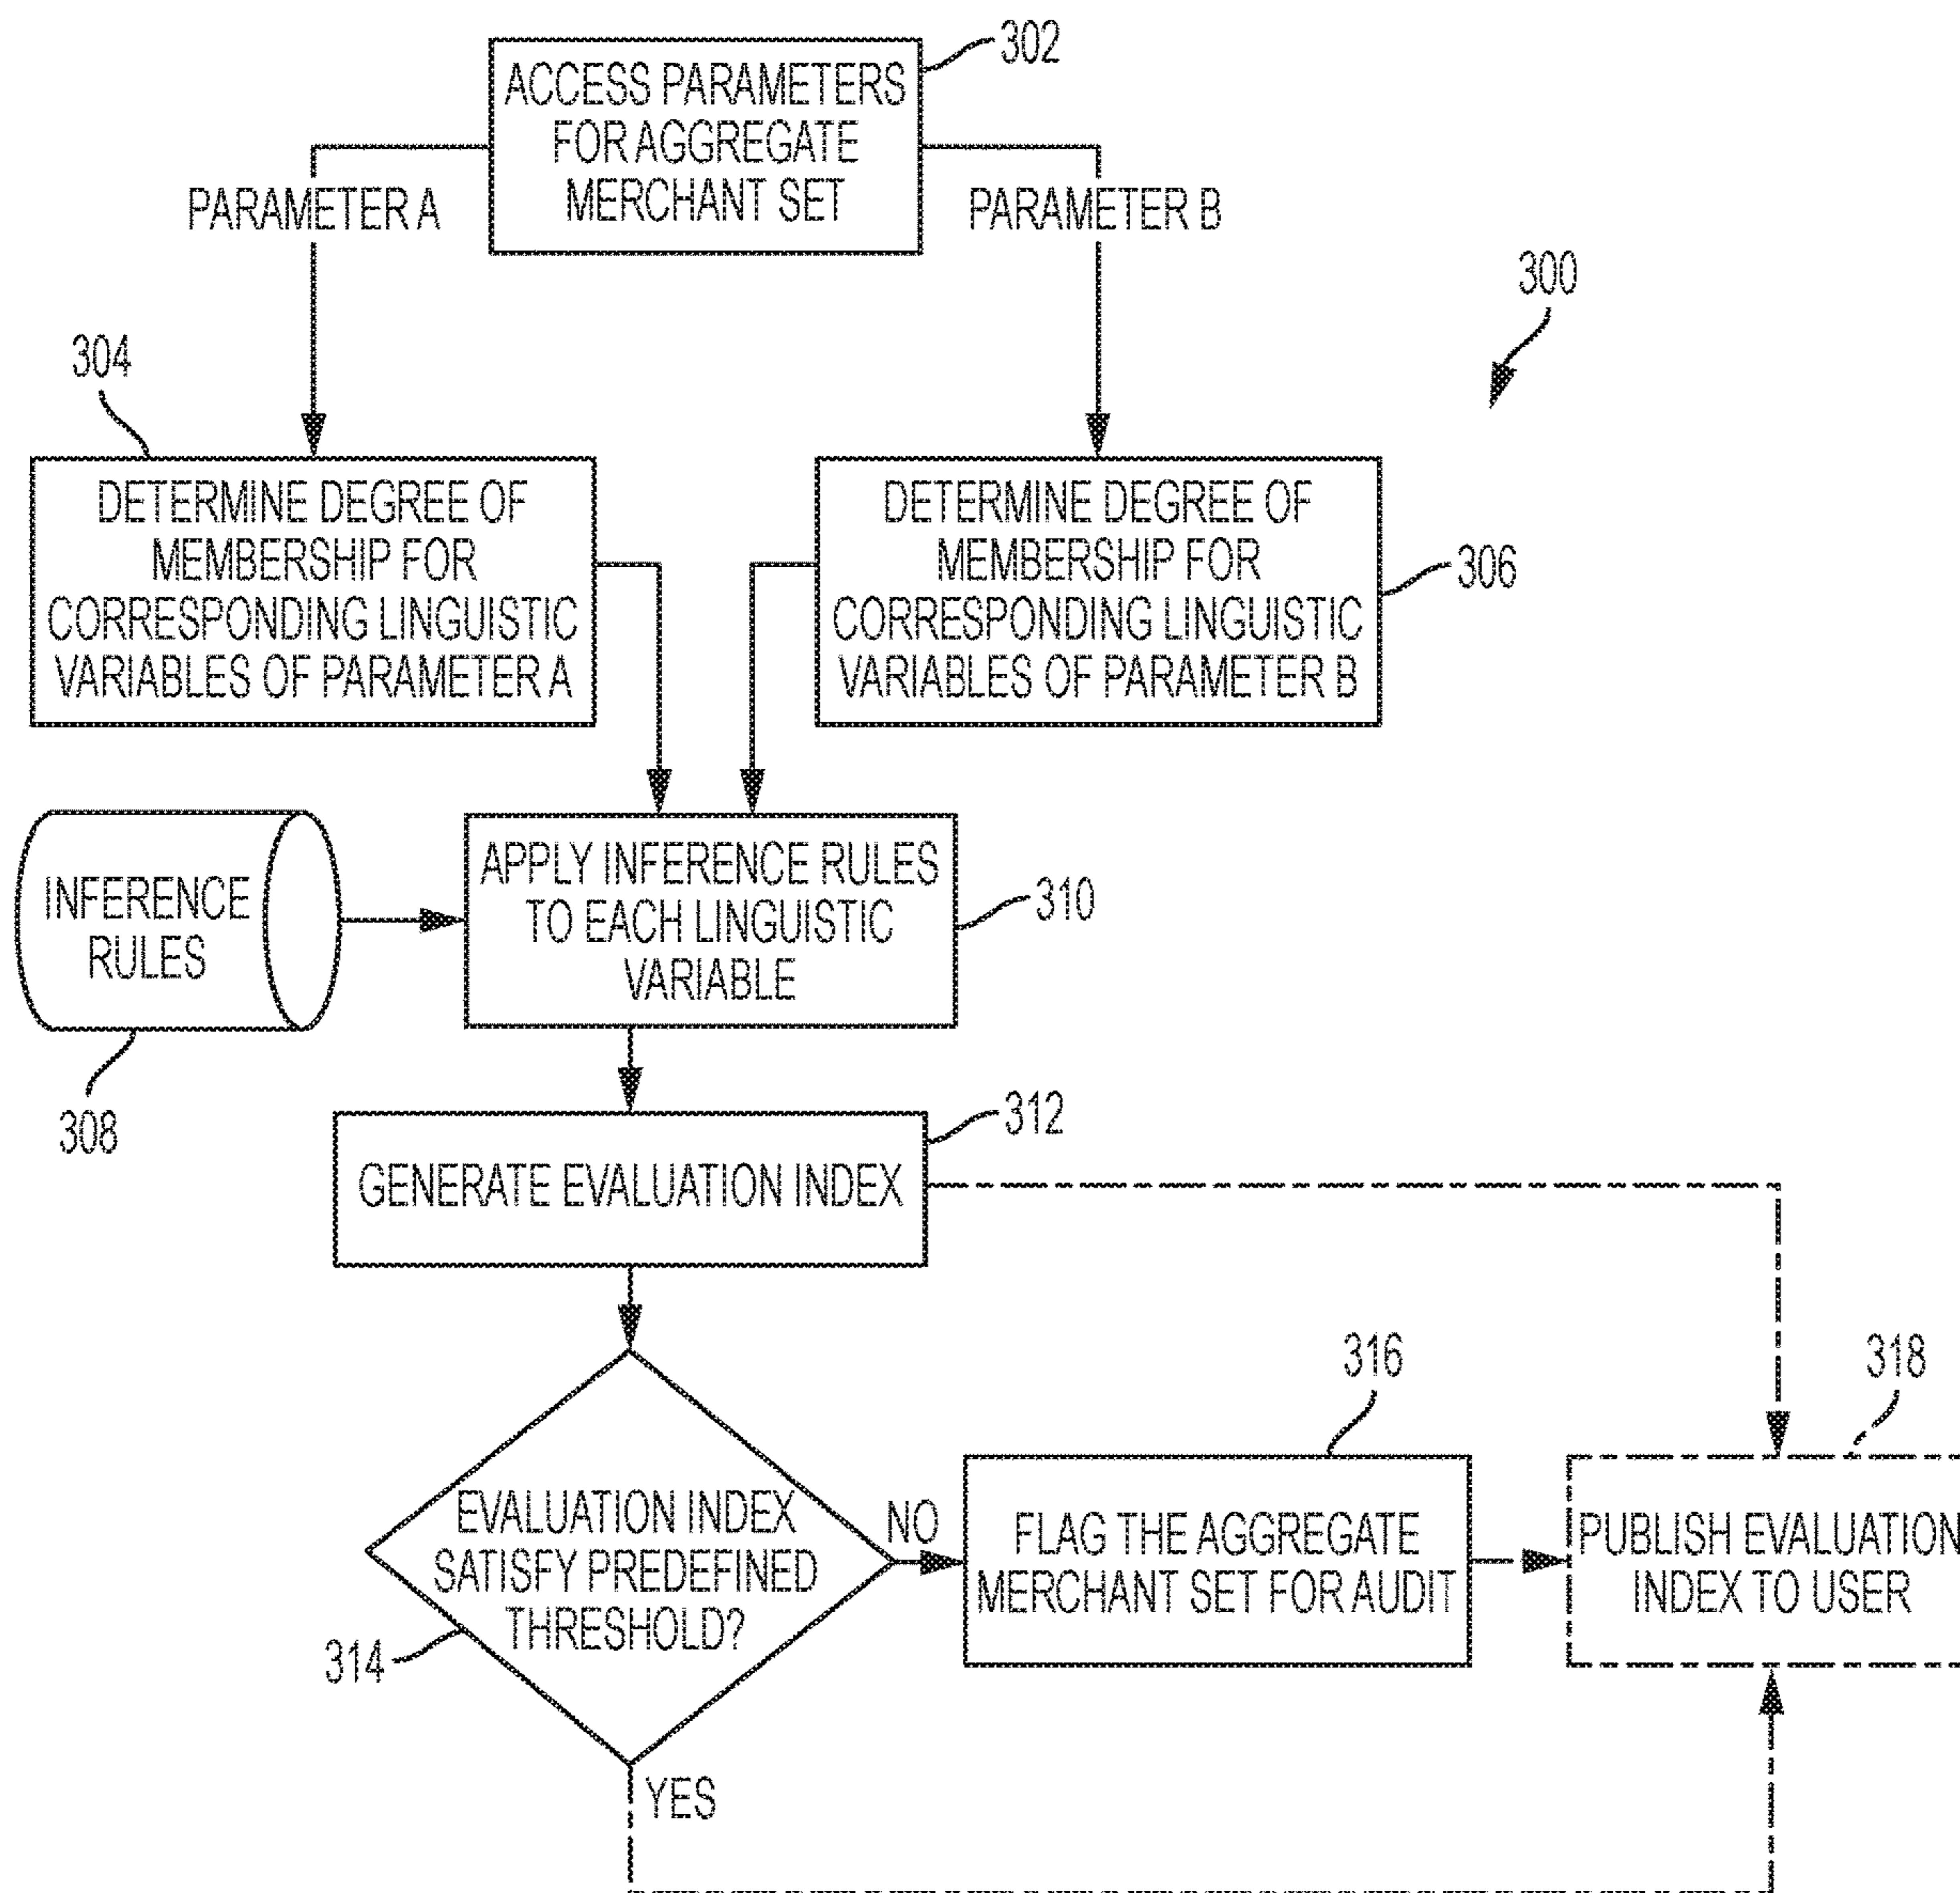 302
ACCESS PARAMETERS
FOR AGGREGATE
MERCHANT SET
PARAMETER A
PARAMETER B
300
304
DETERMINE DEGREE OF
MEMBERSHIP FOR
CORRESPONDING LINGUISTIC
VARIABLES OF PARAMETER A
DETERMINE DEGREE OF
MEMBERSHIP FOR
CORRESPONDING LINGUISTIC
VARIABLES OF PARAMETER B
306
INFERENCE
RULES
308
APPLY INFERENCE RULES
TO EACH LINGUISTIC
VARIABLE
310
312
GENERATE EVALUATION INDEX
EVALUATION INDEX
SATISFY PREDEFINED
THRESHOLD?
314
NO
YES
316
FLAG THE AGGREGATE
MERCHANT SET FOR AUDIT
318
PUBLISH EVALUATION
INDEX TO USER